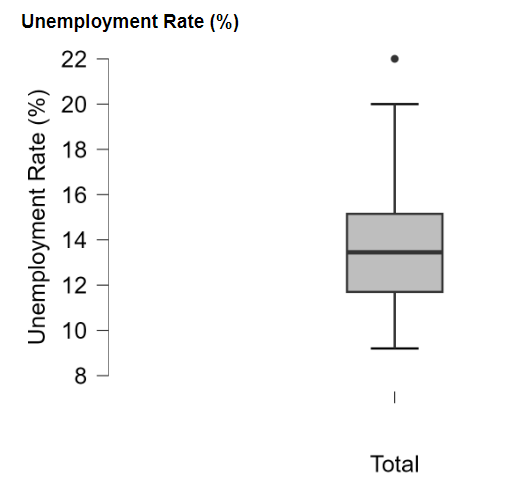 Unemployment Rate (%)
Unemployment Rate (%)
22
20
18
16
14
12
10
8
Total